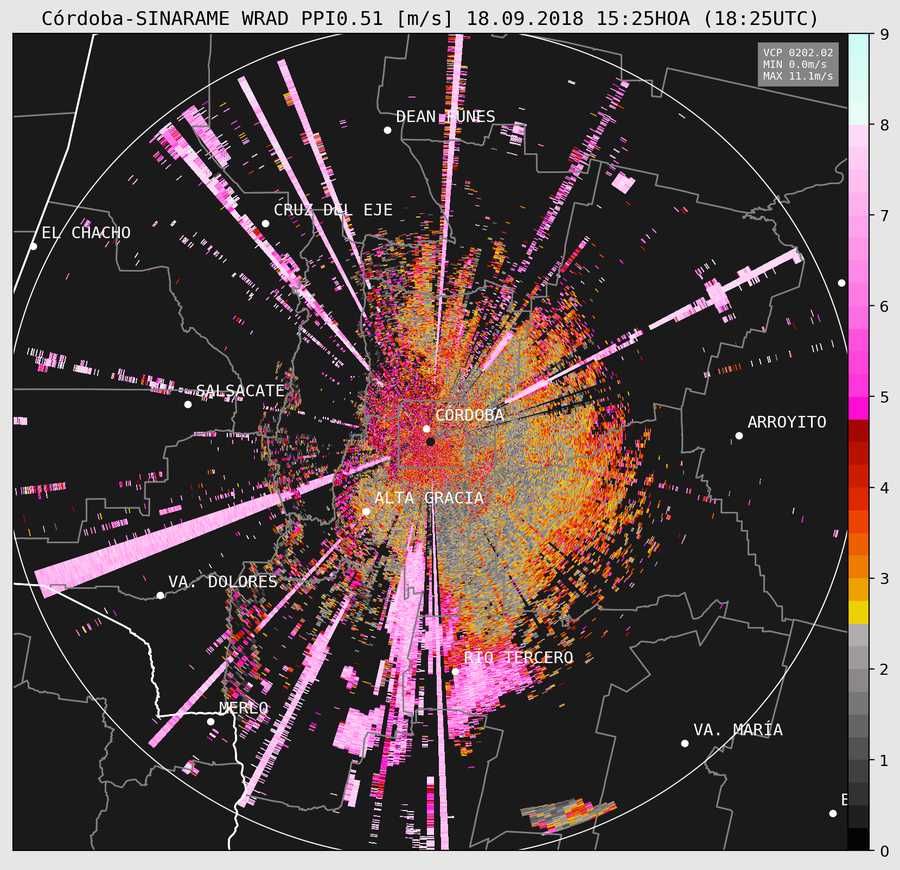 Córdoba-SINARAME WRAD PPI0.51 [m/s] 18.09.2018 15:25HOA (18:25UTC)
VCP 0202.02
MIN 0.0m/s
MAX 11.1m/s
9
8
7
6
5
4
3
2
1
0
DEAN FUNES
CRUZ DEL EJE
EL CHACHO
SALSACATE
CÓRDOBA
ARROYITO
ALTA GRACIA
VA. DOLORES
RÍO TERCERO
MERLO
VA. MARÍA